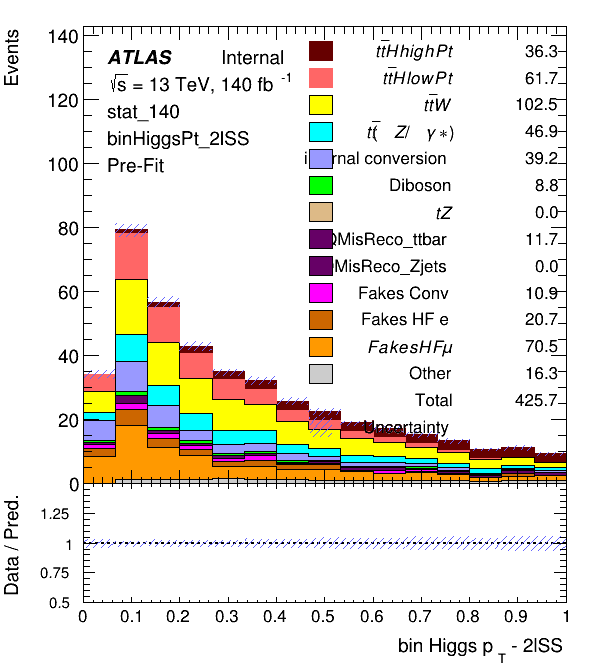 Events
140
120
100
80
60
40
20
0
ATLAS Internal
√s = 13 TeV, 140 fb⁻¹
stat_140
binHiggsPt_2lSS
Pre-Fit
tt̄HhighPt 36.3
tt̄HlowPt 61.7
tt̄W 102.5
tt̄( Z/ γ*) 46.9
internal conversion 39.2
Diboson 8.8
tZ 0.0
QMisReco_ttbar 11.7
QMisReco_Zjets 0.0
Fakes Conv 10.9
Fakes HF e 20.7
FakesHFμ 70.5
Other 16.3
Total 425.7
Uncertainty
Data / Pred.
1.25
1
0.75
0.5
0 0.1 0.2 0.3 0.4 0.5 0.6 0.7 0.8 0.9 1
bin Higgs p_T - 2lSS